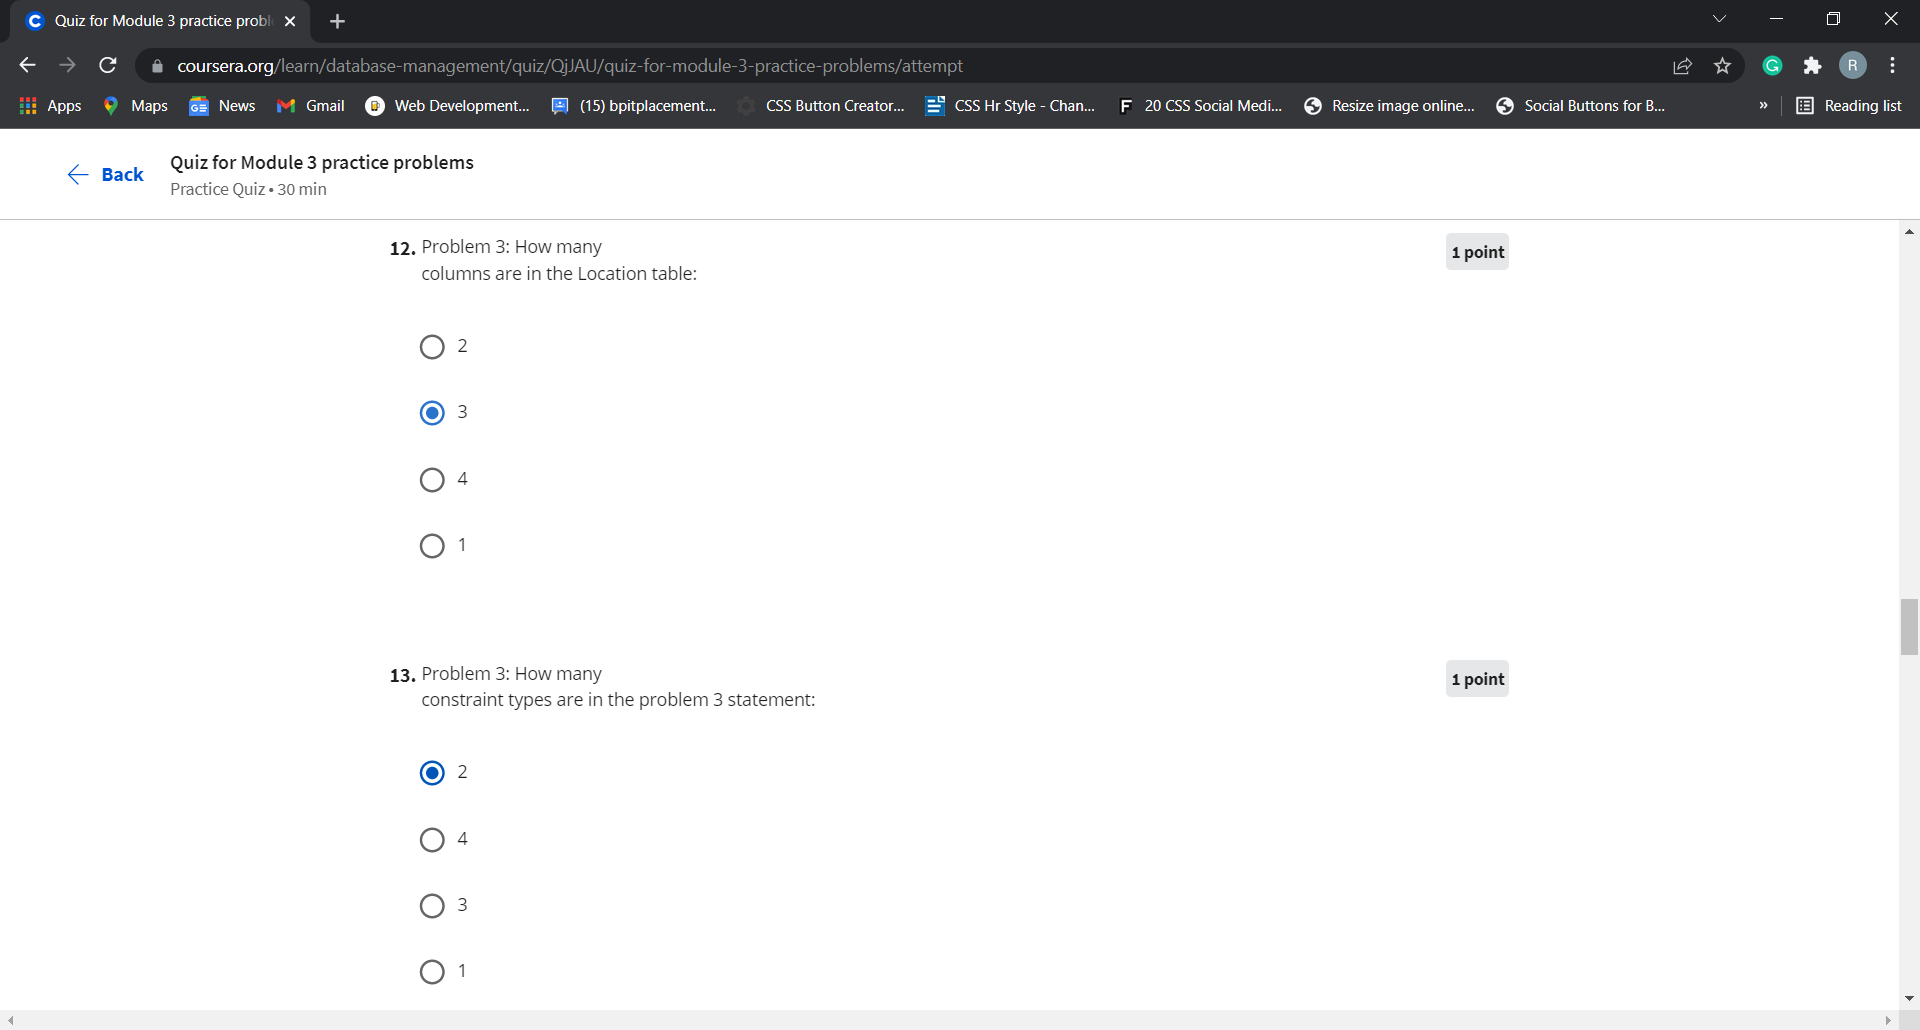 Quiz for Module 3 practice probl
coursera.org/learn/database-management/quiz/QjJAU/quiz-for-module-3-practice-problems/attempt
R
Apps Maps News Gmail Web Development... (15) bpitplacement... CSS Button Creator... CSS Hr Style - Chan... F 20 CSS Social Medi... Resize image online... Social Buttons for B... » Reading list
Back
Quiz for Module 3 practice problems
Practice Quiz • 30 min
12. Problem 3: How many
columns are in the Location table:
1 point
2
3
4
1
13. Problem 3: How many
constraint types are in the problem 3 statement:
1 point
2
4
3
1